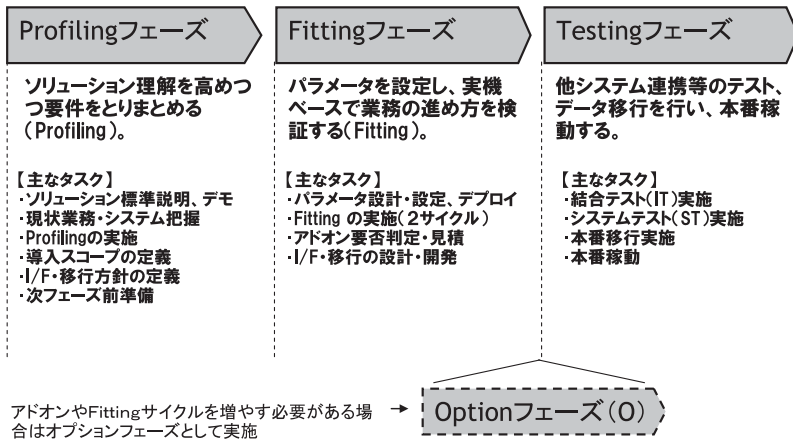 Profilingフェーズ
ソリューション理解を高めつ
つ要件をとりまとめる
(Profiling)。
【主なタスク】
・ソリューション標準説明、デモ
・現状業務・システム把握
・Profilingの実施
・導入スコープの定義
・I/F・移行方針の定義
・次フェーズ前準備
Fittingフェーズ
パラメータを設定し、実機
ベースで業務の進め方を検
証する(Fitting)。
【主なタスク】
・パラメータ設計・設定、デプロイ
・Fitting の実施(2サイクル)
・アドオン要否判定・見積
・I/F・移行の設計・開発
Testingフェーズ
他システム連携等のテスト、
データ移行を行い、本番稼
動する。
【主なタスク】
・結合テスト(IT)実施
・システムテスト(ST)実施
・本番移行実施
・本番稼動
アドオンやFittingサイクルを増やす必要がある場
合はオプションフェーズとして実施
→
Optionフェーズ(O)